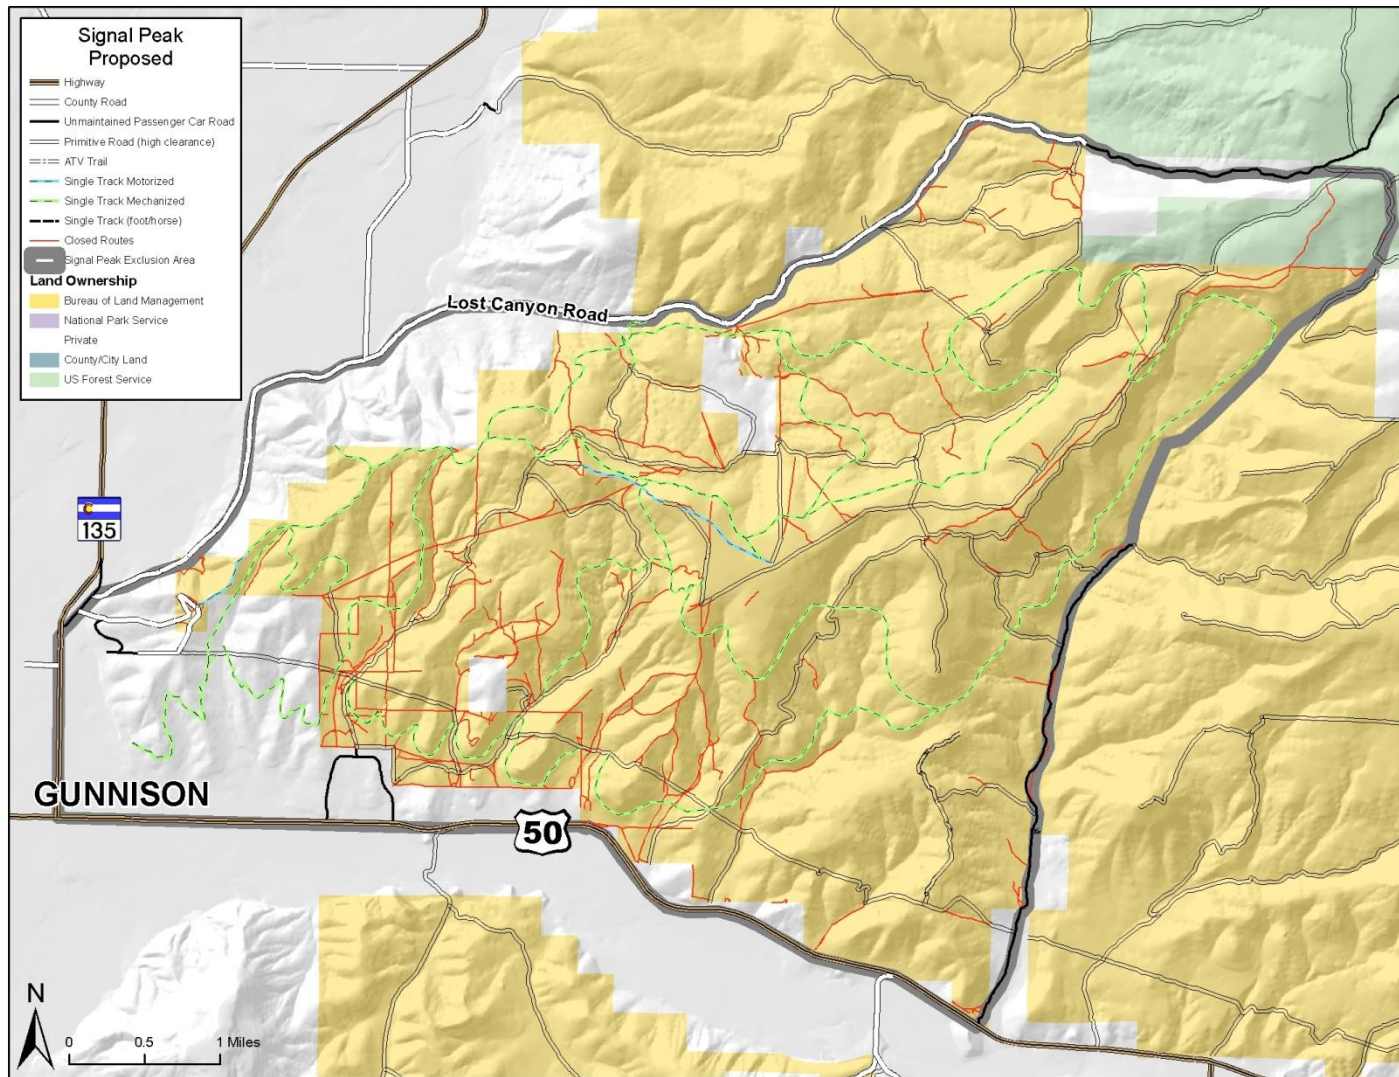 Signal Peak
Proposed
Highway
County Road
Unmaintained Passenger Car Road
Primitive Road (high clearance)
ATV Trail
Single Track Motorized
Single Track Mechanized
Single Track (foot/horse)
Closed Routes
Signal Peak Exclusion Area
Land Ownership
Bureau of Land Management
National Park Service
Private
County/City Land
US Forest Service
Lost Canyon Road
135
GUNNISON
50
N
0 0.5 1 Miles